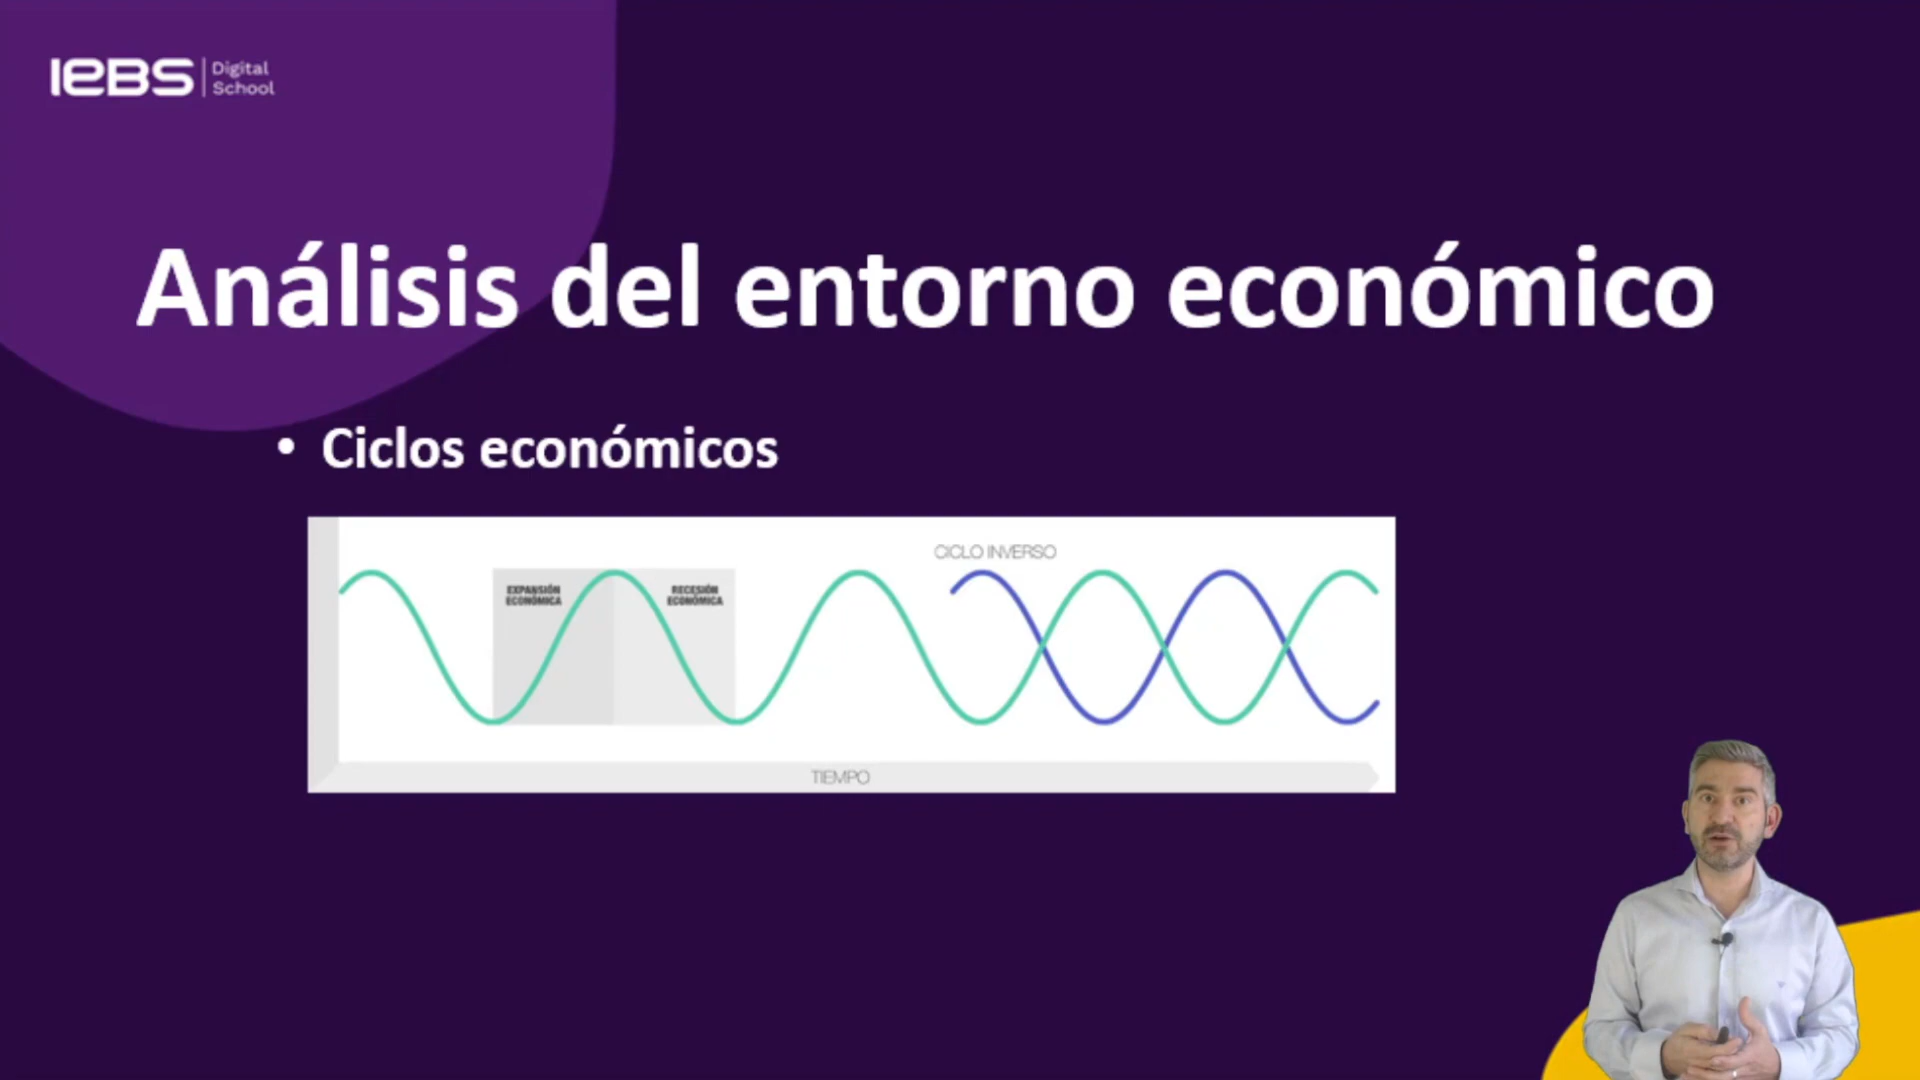 IEBS Digital
School
Análisis del entorno económico
• Ciclos económicos
CICLO INVERSO
EXPANSIÓN
ECONÓMICA
RECESIÓN
ECONÓMICA
TIEMPO